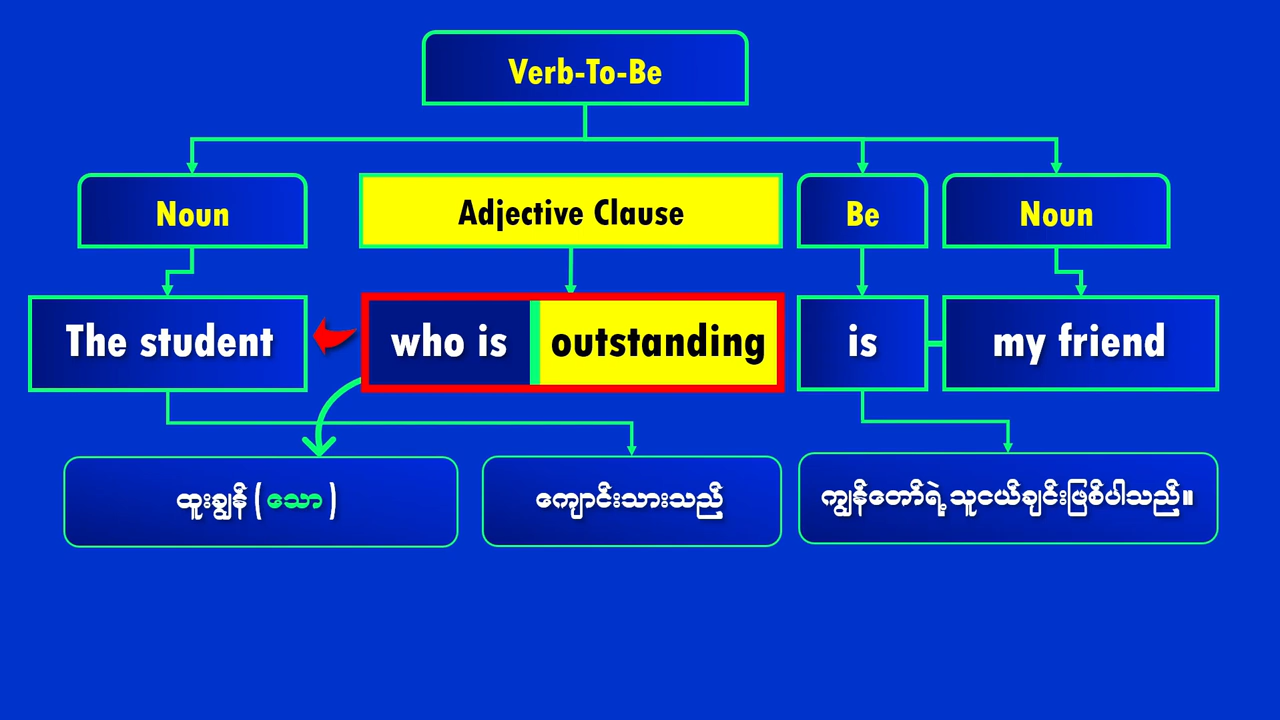 Verb-To-Be
Noun
Adjective Clause
Be
Noun
The student
who is
outstanding
is
my friend
ထူးချွန် ( သော )
ကျောင်းသားသည်
ကျွန်တော်ရဲ့ သူငယ်ချင်းဖြစ်ပါသည်။